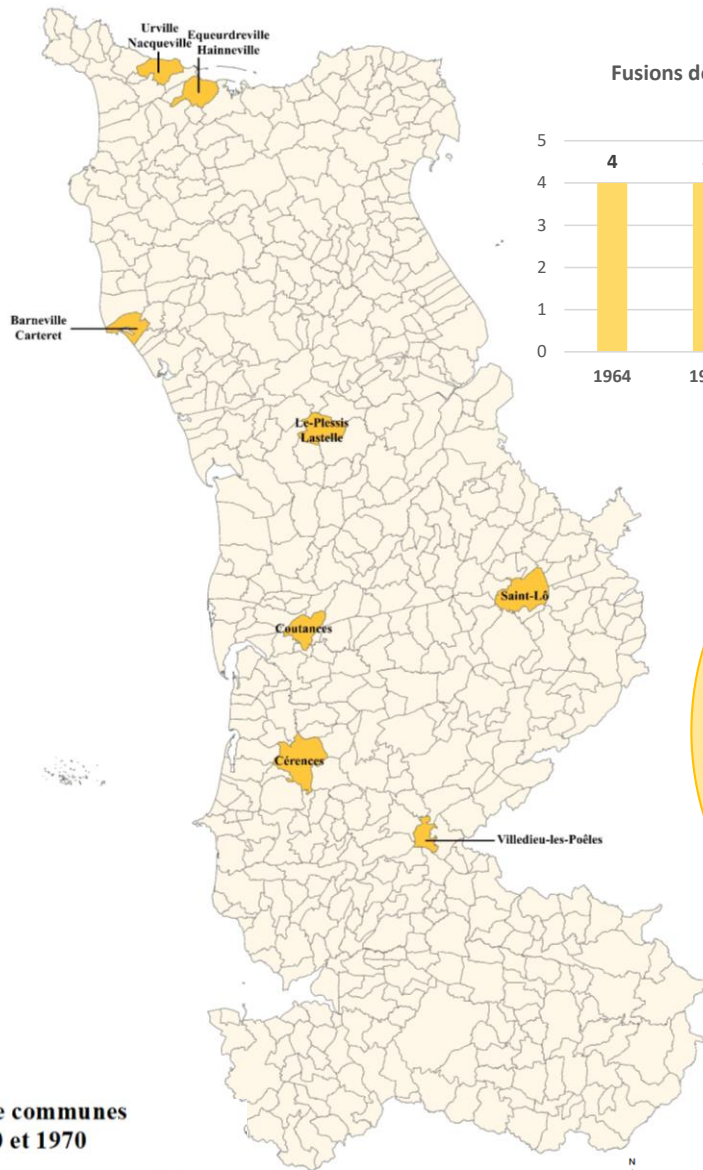 Urville
Nacqueville
Equeurdreville
Hainneville
Fusions de
5
4
3
2
1
0
4
1964
Barneville
Carteret
Le-Plessis
Lastelle
Saint-Lô
Coutances
Cérences
Villedieu-les-Poêles
communes
et 1970
N